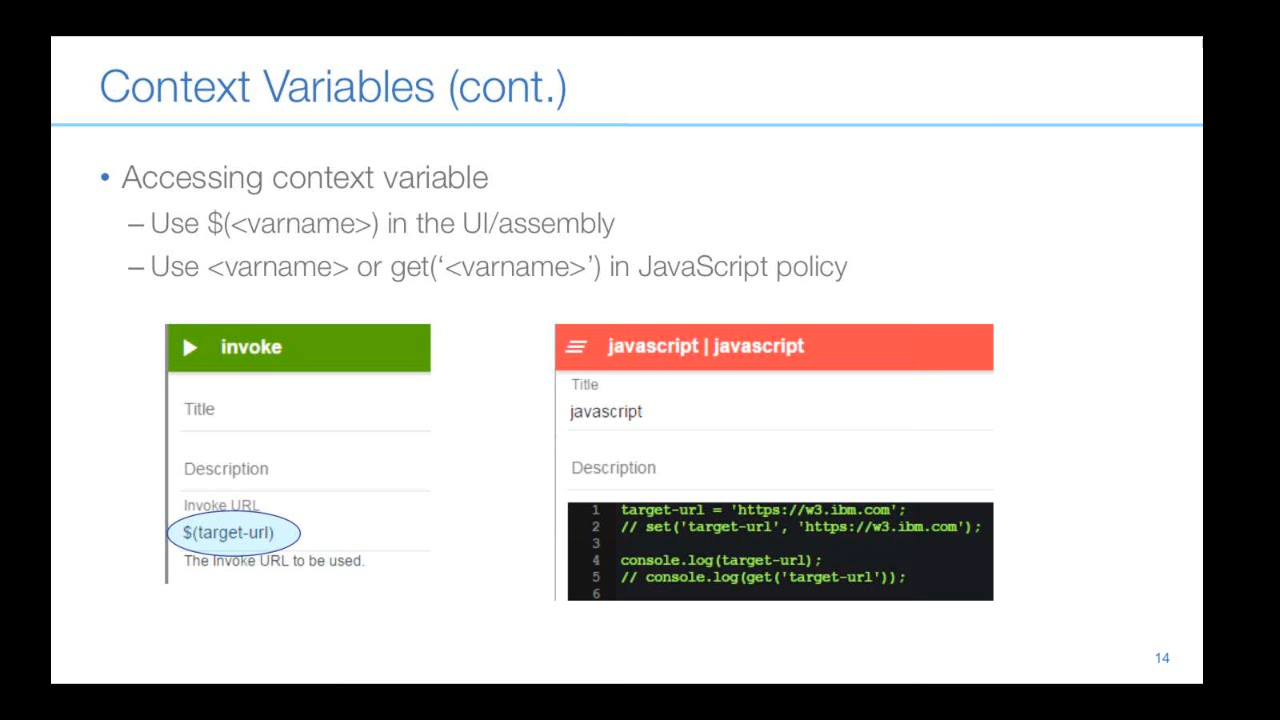 Context Variables (cont.)
• Accessing context variable
– Use $(<varname>) in the UI/assembly
– Use <varname> or get(‘<varname>’) in JavaScript policy
invoke
Title
Description
Invoke URL
$(target-url)
The Invoke URL to be used.
javascript | javascript
Title
javascript
Description
1 target-url = 'https://w3.ibm.com';
2 // set('target-url', 'https://w3.ibm.com');
3
4 console.log(target-url);
5 // console.log(get('target-url'));
6
14